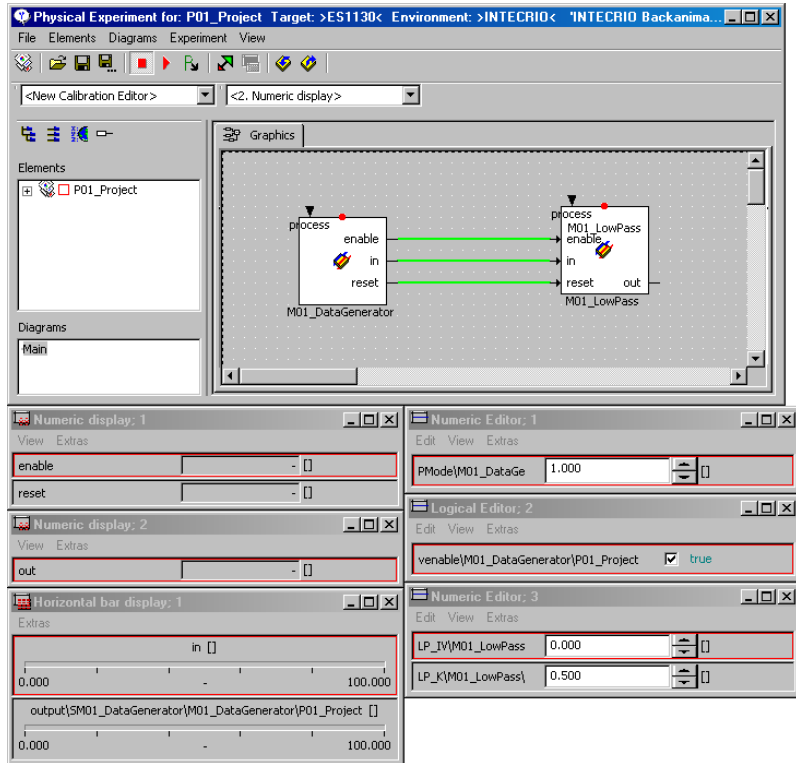 Physical Experiment for: P01_Project Target: >ES1130< Environment: >INTECRIO< 'INTECRIO Backanima...
File Elements Diagrams Experiment View
<New Calibration Editor>
<2. Numeric display>
Graphics
Elements
P01_Project
Diagrams
Main
process
enable
in
reset
M01_DataGenerator
process
M01_LowPass
enable
in
reset out
M01_LowPass
Numeric display; 1
View Extras
enable - []
reset - []
Numeric display; 2
View Extras
out - []
Horizontal bar display; 1
Extras
in []
0.000 - 100.000
output\SM01_DataGenerator\M01_DataGenerator\P01_Project []
0.000 - 100.000
Numeric Editor; 1
Edit View Extras
PMode\M01_DataGe 1.000 []
Logical Editor; 2
Edit View Extras
venable\M01_DataGenerator\P01_Project true
Numeric Editor; 3
Edit View Extras
LP_IV\M01_LowPass 0.000 []
LP_K\M01_LowPass\ 0.500 []